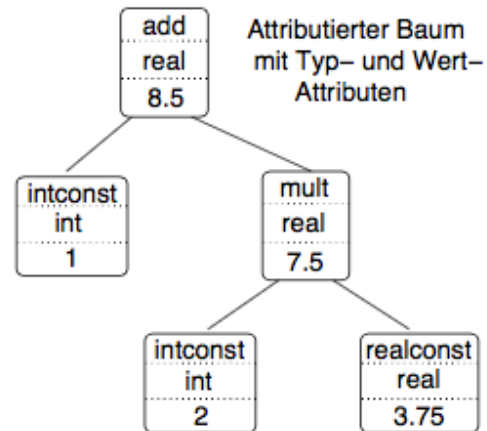 add
real
8.5
Attributierter Baum
mit Typ– und Wert–
Attributen
intconst
int
1
mult
real
7.5
intconst
int
2
realconst
real
3.75